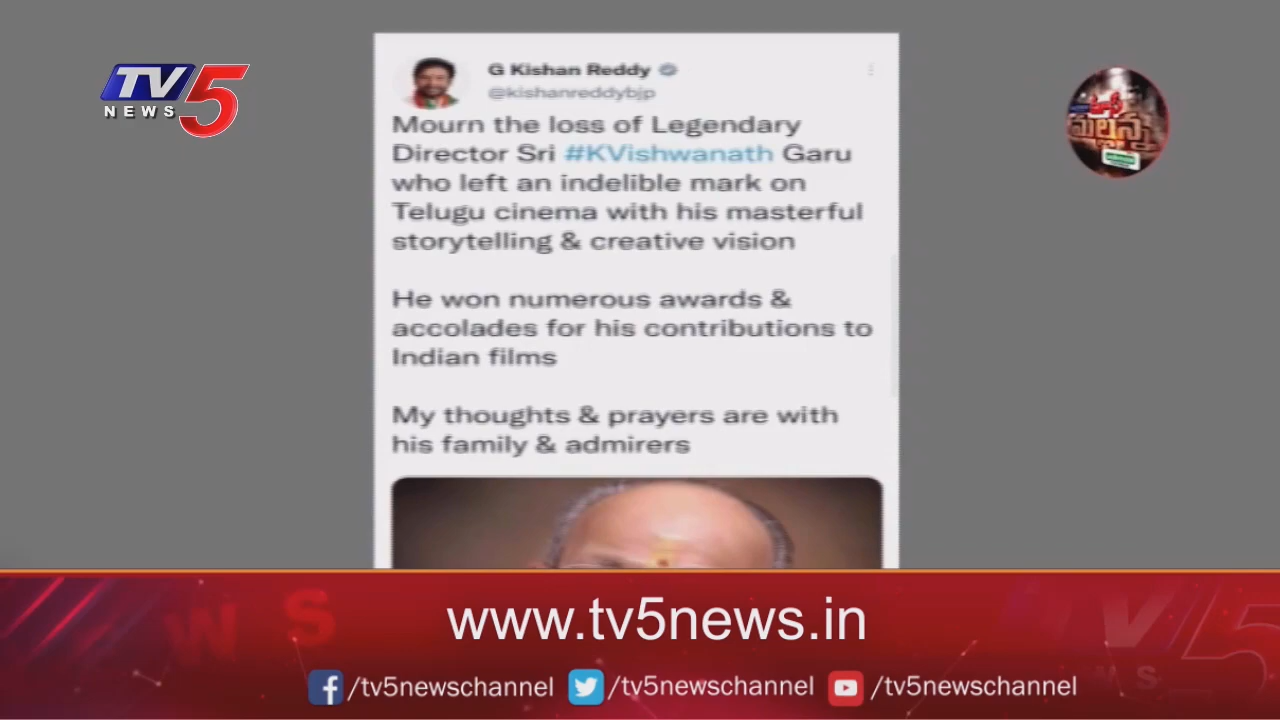 TV5
NEWS
మల్లన్న
G Kishan Reddy
@kishanreddybjp
Mourn the loss of Legendary
Director Sri #KVishwanath Garu
who left an indelible mark on
Telugu cinema with his masterful
storytelling & creative vision
He won numerous awards &
accolades for his contributions to
Indian films
My thoughts & prayers are with
his family & admirers
www.tv5news.in
/tv5newschannel /tv5newschannel /tv5newschannel